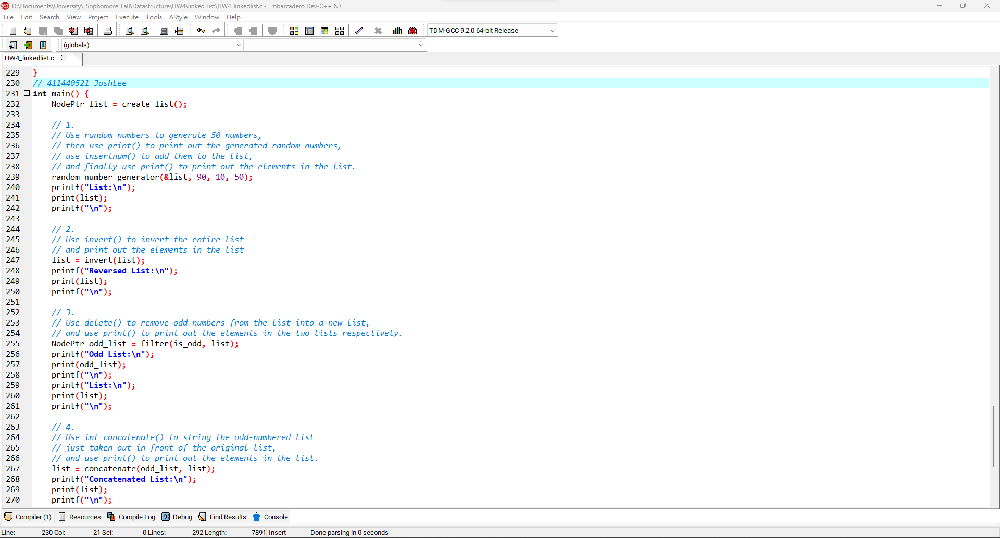 D:\Documents\University\_Sophomore_Fall\Datastructure\HW4\linked_list\HW4_linkedlist.c - Embarcadero Dev-C++ 6.3
File Edit Search View Project Execute Tools AStyle Window Help
TDM-GCC 9.2.0 64-bit Release
(globals)
HW4_linkedlist.c
229 }
230 // 411440521 JoshLee
231 int main() {
232 NodePtr list = create_list();
233
234 // 1.
235 // Use random numbers to generate 50 numbers,
236 // then use print() to print out the generated random numbers,
237 // use insertnum() to add them to the list,
238 // and finally use print() to print out the elements in the list.
239 random_number_generator(&list, 90, 10, 50);
240 printf("List:\n");
241 print(list);
242 printf("\n");
243
244 // 2.
245 // Use invert() to invert the entire list
246 // and print out the elements in the list
247 list = invert(list);
248 printf("Reversed List:\n");
249 print(list);
250 printf("\n");
251
252 // 3.
253 // Use delete() to remove odd numbers from the list into a new list,
254 // and use print() to print out the elements in the two lists respectively.
255 NodePtr odd_list = filter(is_odd, list);
256 printf("Odd List:\n");
257 print(odd_list);
258 printf("\n");
259 printf("List:\n");
260 print(list);
261 printf("\n");
262
263 // 4.
264 // Use int concatenate() to string the odd-numbered list
265 // just taken out in front of the original list,
266 // and use print() to print out the elements in the list.
267 list = concatenate(odd_list, list);
268 printf("Concatenated List:\n");
269 print(list);
270 printf("\n");
Compiler (1) Resources Compile Log Debug Find Results Console
Line: 230 Col: 21 Sel: 0 Lines: 292 Length: 7891 Insert Done parsing in 0 seconds